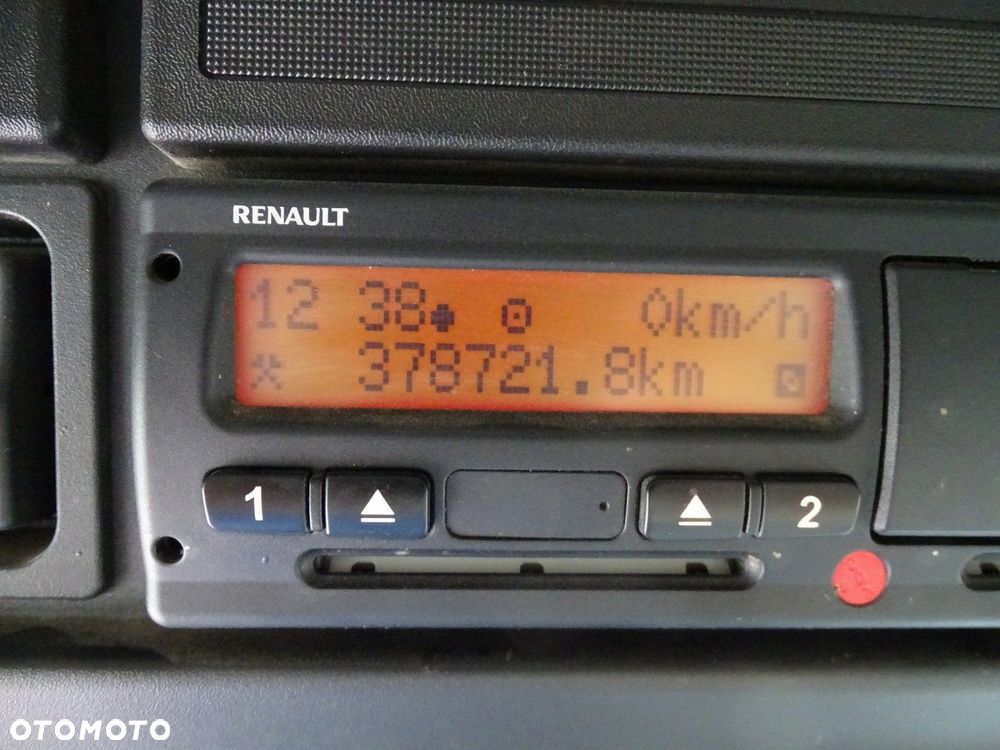 RENAULT
12 38 0km/h
378721.8km
1 2
OTOMOTO